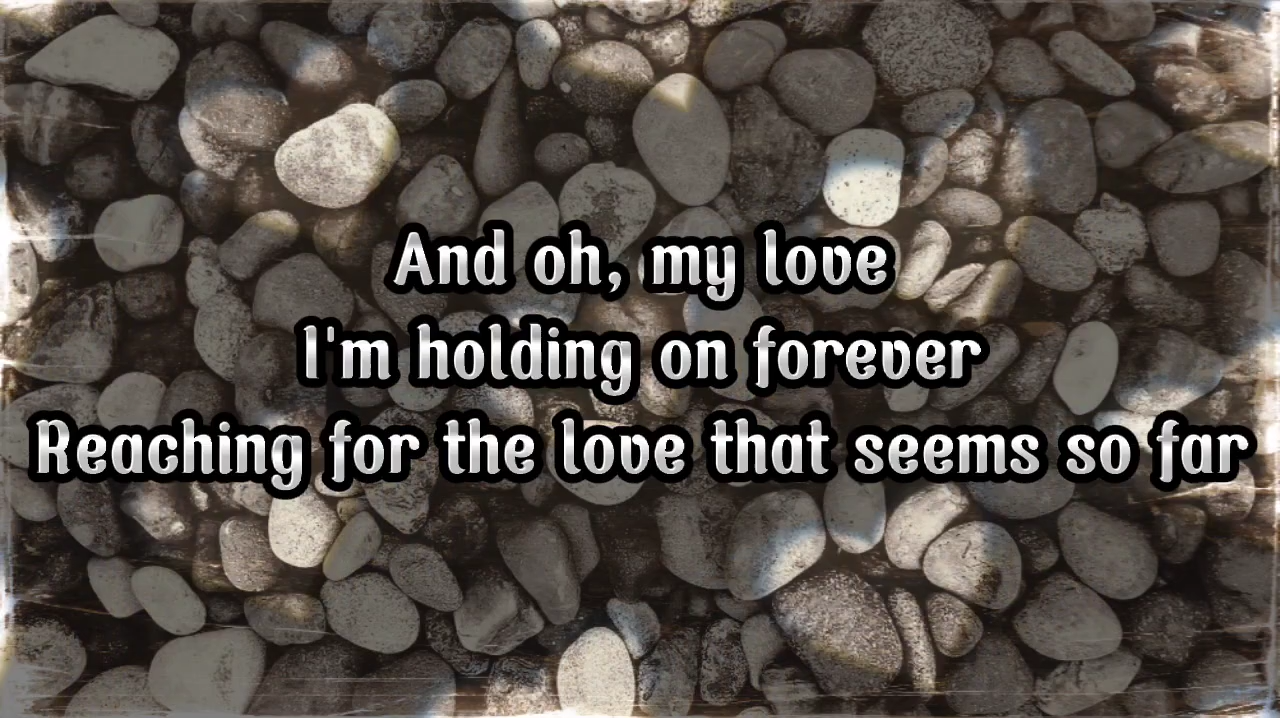 And oh, my love
I'm holding on forever
Reaching for the love that seems so far